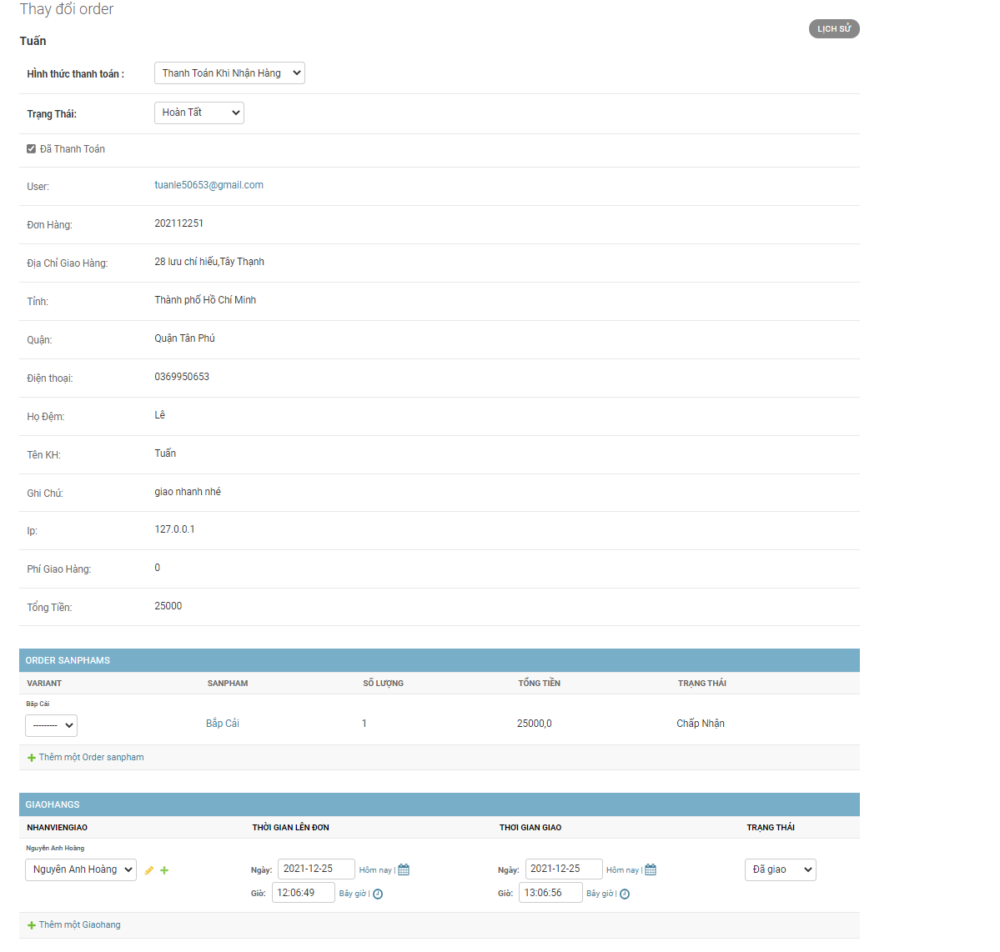 Thay đổi order
LỊCH SỬ
Tuấn
Hình thức thanh toán : Thanh Toán Khi Nhận Hàng
Trạng Thái: Hoàn Tất
Đã Thanh Toán
User: tuanle50653@gmail.com
Đơn Hàng: 202112251
Địa Chỉ Giao Hàng: 28 lưu chí hiếu,Tây Thạnh
Tỉnh: Thành phố Hồ Chí Minh
Quận: Quận Tân Phú
Điện thoại: 0369950653
Họ Đệm: Lê
Tên KH: Tuấn
Ghi Chú: giao nhanh nhé
Ip: 127.0.0.1
Phí Giao Hàng: 0
Tổng Tiền: 25000
ORDER SANPHAMS
VARIANT SANPHAM SỐ LƯỢNG TỔNG TIỀN TRẠNG THÁI
Bắp Cải
--------- Bắp Cải 1 25000,0 Chấp Nhận
Thêm một Order sanpham
GIAOHANGS
NHANVIENGIAO THỜI GIAN LÊN ĐƠN THƠI GIAN GIAO TRẠNG THÁI
Nguyên Anh Hoàng
Nguyên Anh Hoàng Ngày: 2021-12-25 Hôm nay | Ngày: 2021-12-25 Hôm nay | Đã giao
Giờ: 12:06:49 Bây giờ | Giờ: 13:06:56 Bây giờ |
Thêm một Giaohang